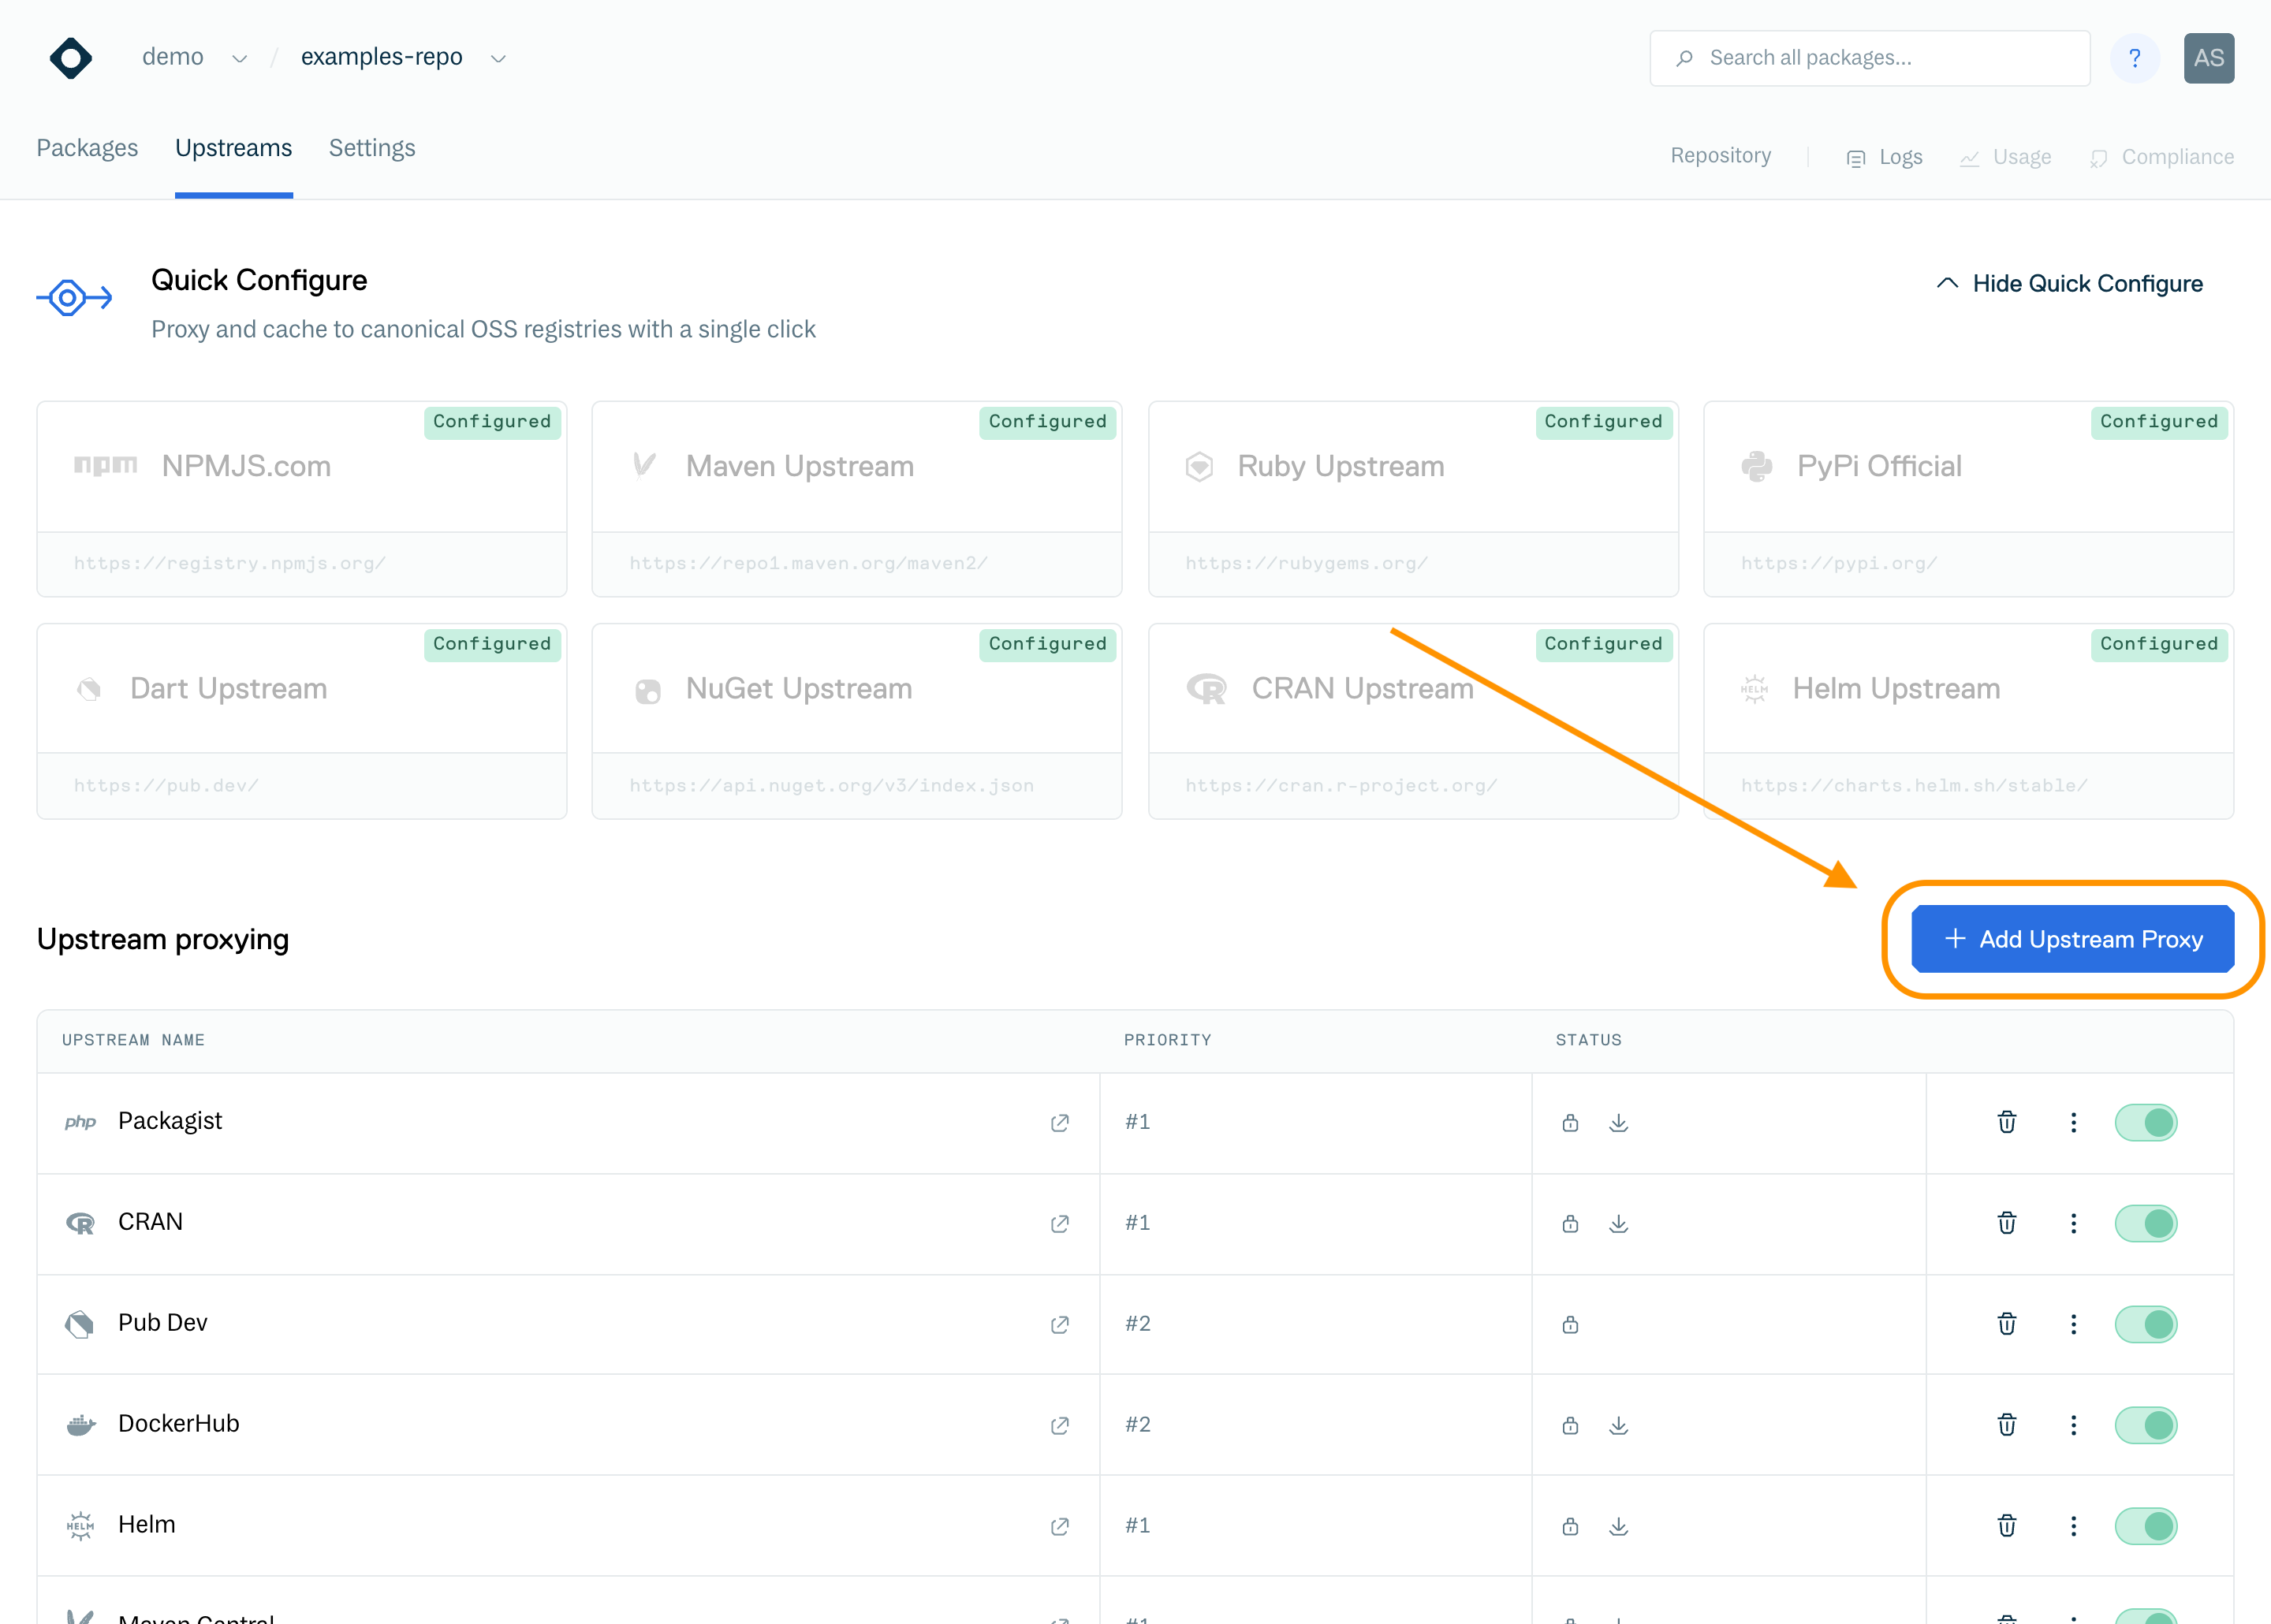 demo / examples-repo
Search all packages...
?
AS
Packages Upstreams Settings
Repository Logs Usage Compliance
Quick Configure
Hide Quick Configure
Proxy and cache to canonical OSS registries with a single click
Configured
npm NPMJS.com
https://registry.npmjs.org/
Configured
Maven Upstream
https://repo1.maven.org/maven2/
Configured
Ruby Upstream
https://rubygems.org/
Configured
PyPi Official
https://pypi.org/
Configured
Dart Upstream
https://pub.dev/
Configured
NuGet Upstream
https://api.nuget.org/v3/index.json
Configured
R CRAN Upstream
https://cran.r-project.org/
Configured
HELM Helm Upstream
https://charts.helm.sh/stable/
Upstream proxying
+ Add Upstream Proxy
UPSTREAM NAME PRIORITY STATUS
php Packagist #1
R CRAN #1
Pub Dev #2
DockerHub #2
HELM Helm #1
Maven Central #1